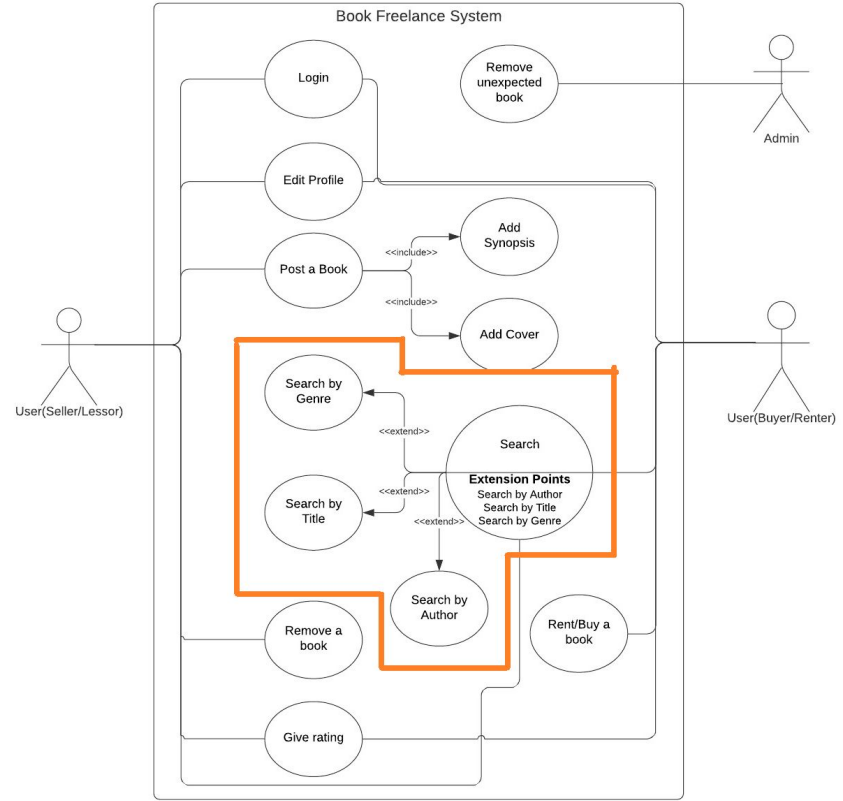 Book Freelance System
Login
Remove
unexpected
book
Admin
Edit Profile
Add
Synopsis
<<include>>
Post a Book
<<include>>
Add Cover
User(Seller/Lessor)
User(Buyer/Renter)
Search by
Genre
<<extend>>
Search
Extension Points
Search by Author
Search by Title
Search by Genre
<<extend>>
Search by
Title
<<extend>>
Search by
Author
Remove a
book
Rent/Buy a
book
Give rating